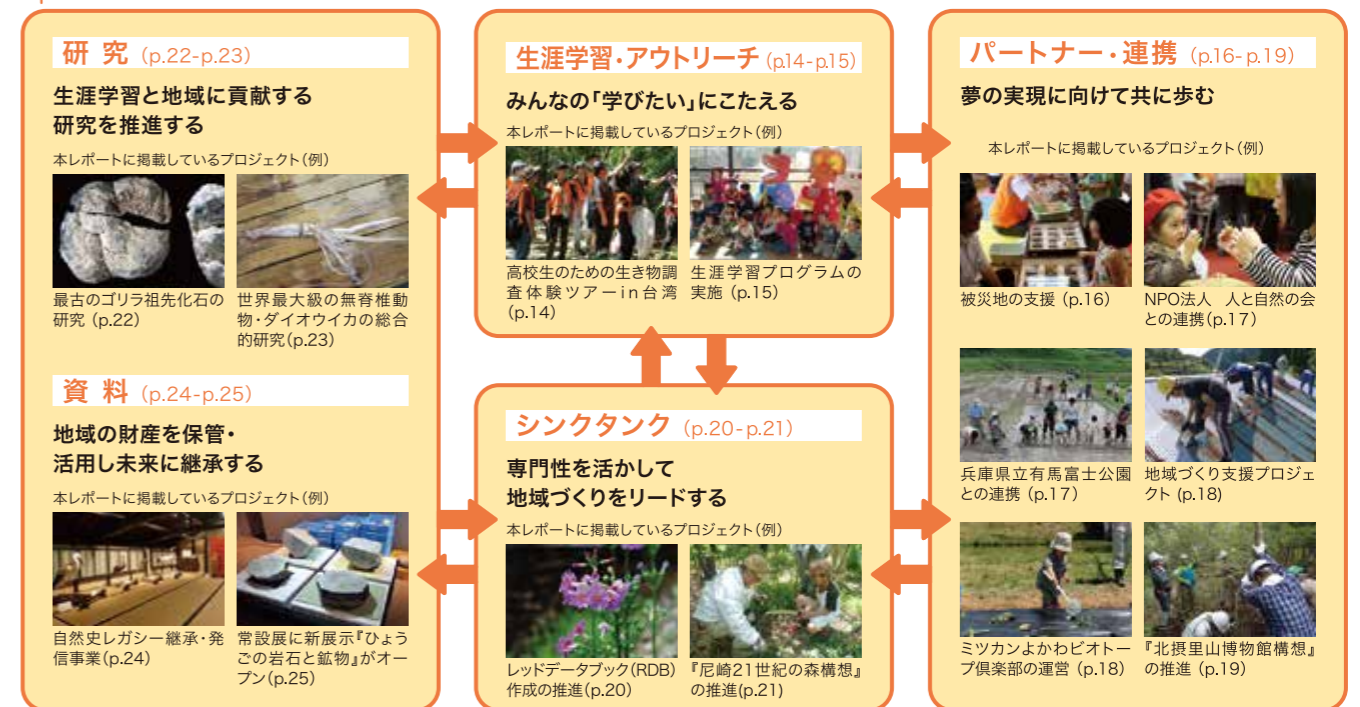 研 究 (p.22-p.23)
生涯学習と地域に貢献する
研究を推進する
本レポートに掲載しているプロジェクト(例)
最古のゴリラ祖先化石の
研究 (p.22)
世界最大級の無脊椎動
物・ダイオウイカの総合
的研究(p.23)
資 料 (p.24-p.25)
地域の財産を保管・
活用し未来に継承する
本レポートに掲載しているプロジェクト(例)
自然史レガシー継承・発
信事業(p.24)
常設展に新展示『ひょう
ごの岩石と鉱物』がオー
プン(p.25)
生涯学習・アウトリーチ (p.14-p.15)
みんなの「学びたい」にこたえる
本レポートに掲載しているプロジェクト(例)
高校生のための生き物調
査体験ツアーin台湾
(p.14)
生涯学習プログラムの
実施 (p.15)
シンクタンク (p.20-p.21)
専門性を活かして
地域づくりをリードする
本レポートに掲載しているプロジェクト(例)
レッドデータブック(RDB)
作成の推進(p.20)
『尼崎21世紀の森構想』
の推進(p.21)
パートナー・連携 (p.16-p.19)
夢の実現に向けて共に歩む
本レポートに掲載しているプロジェクト(例)
被災地の支援 (p.16)
NPO法人 人と自然の会
との連携(p.17)
兵庫県立有馬富士公園
との連携 (p.17)
地域づくり支援プロジェ
クト (p.18)
ミツカンよかわビオトー
プ倶楽部の運営 (p.18)
『北摂里山博物館構想』
の推進 (p.19)